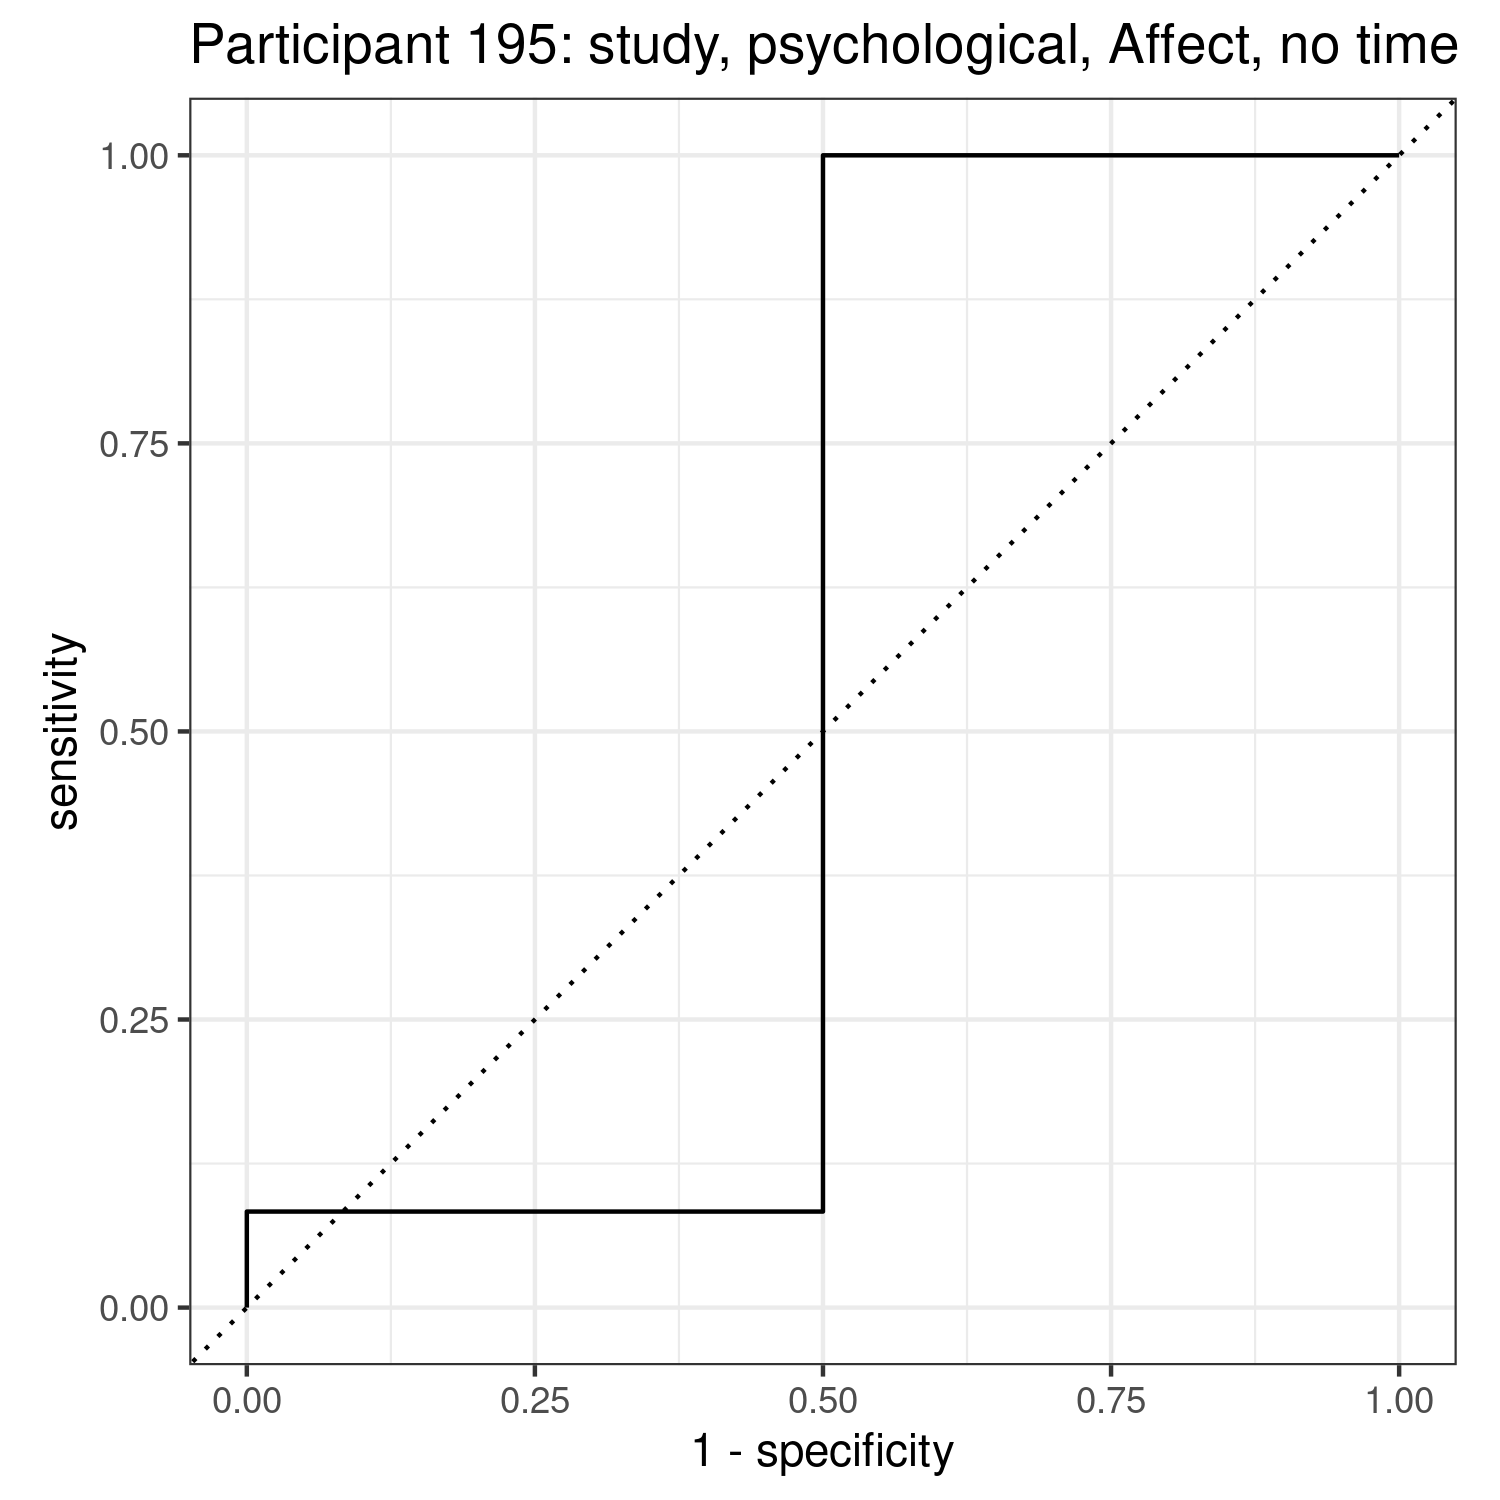 Participant 195: study, psychological, Affect, no time
1.00
0.75
0.50
0.25
0.00
sensitivity
0.00 0.25 0.50 0.75 1.00
1 - specificity